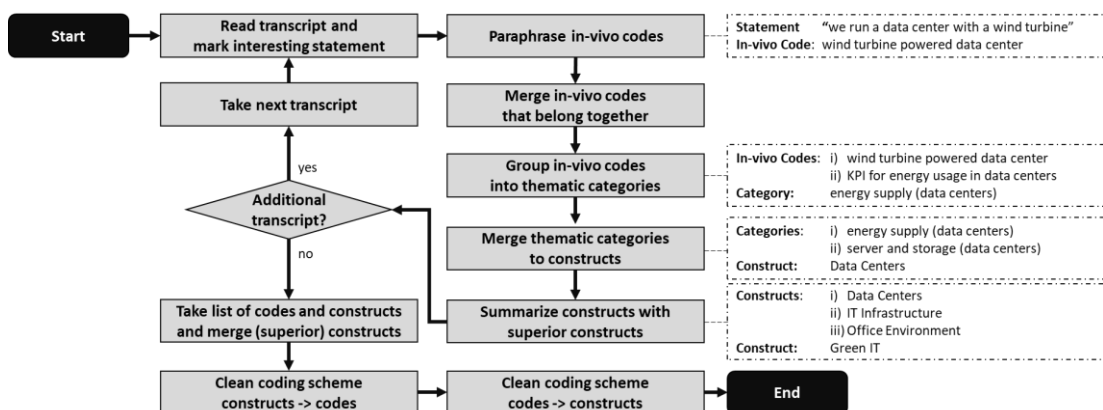 Start
Read transcript and
mark interesting statement
Paraphrase in-vivo codes
Statement “we run a data center with a wind turbine”
In-vivo Code: wind turbine powered data center
Take next transcript
Merge in-vivo codes
that belong together
yes
Group in-vivo codes
into thematic categories
In-vivo Codes: i) wind turbine powered data center
ii) KPI for energy usage in data centers
Category: energy supply (data centers)
Additional
transcript?
no
Merge thematic categories
to constructs
Categories: i) energy supply (data centers)
ii) server and storage (data centers)
Construct: Data Centers
Take list of codes and constructs
and merge (superior) constructs
Summarize constructs with
superior constructs
Constructs: i) Data Centers
ii) IT Infrastructure
iii) Office Environment
Construct: Green IT
Clean coding scheme
constructs -> codes
Clean coding scheme
codes -> constructs
End